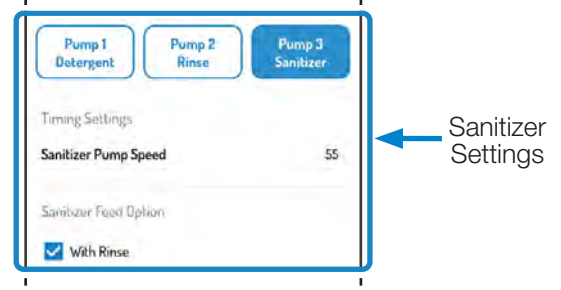 Pump 1 Pump 2 Pump 3
Detergent Rinse Sanitizer
Timing Settings
Sanitizer Pump Speed 55
Sanitizer Feed Option
With Rinse
Sanitizer
Settings